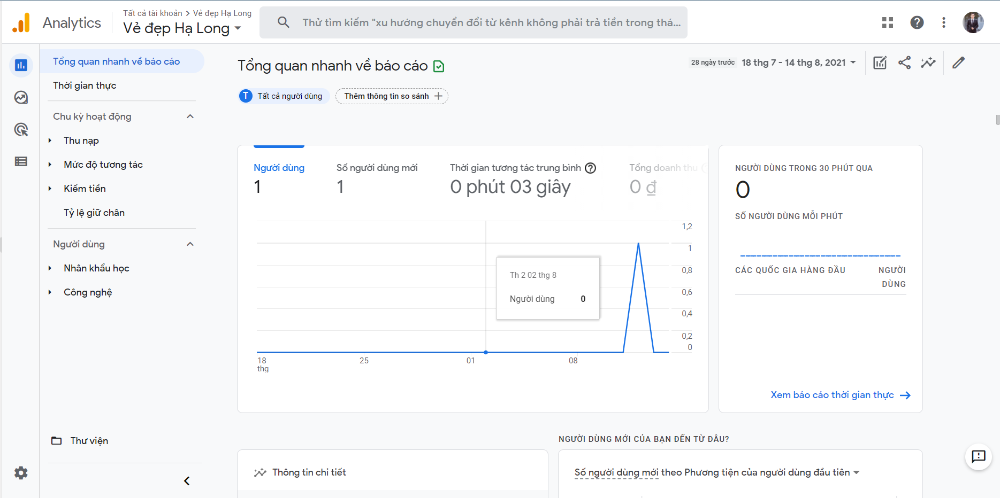 Analytics
Tất cả tài khoản > Vẻ đẹp Hạ Long
Vẻ đẹp Hạ Long
Thử tìm kiếm "xu hướng chuyển đổi từ kênh không phải trả tiền trong thá...
Tổng quan nhanh về báo cáo
Thời gian thực
Chu kỳ hoạt động
Thu nạp
Mức độ tương tác
Kiếm tiền
Tỷ lệ giữ chân
Người dùng
Nhân khẩu học
Công nghệ
Thư viện
Tổng quan nhanh về báo cáo
28 ngày trước 18 thg 7 - 14 thg 8, 2021
T Tất cả người dùng
Thêm thông tin so sánh
Người dùng
1
Số người dùng mới
1
Thời gian tương tác trung bình
0 phút 03 giây
Tổng doanh thu
0 ₫
1,2
1
0,8
0,6
0,4
0,2
0
Th 2 02 thg 8
Người dùng 0
18
thg
25
01
08
NGƯỜI DÙNG TRONG 30 PHÚT QUA
0
SỐ NGƯỜI DÙNG MỖI PHÚT
CÁC QUỐC GIA HÀNG ĐẦU
NGƯỜI
DÙNG
Xem báo cáo thời gian thực
Thông tin chi tiết
NGƯỜI DÙNG MỚI CỦA BẠN ĐẾN TỪ ĐÂU?
Số người dùng mới theo Phương tiện của người dùng đầu tiên